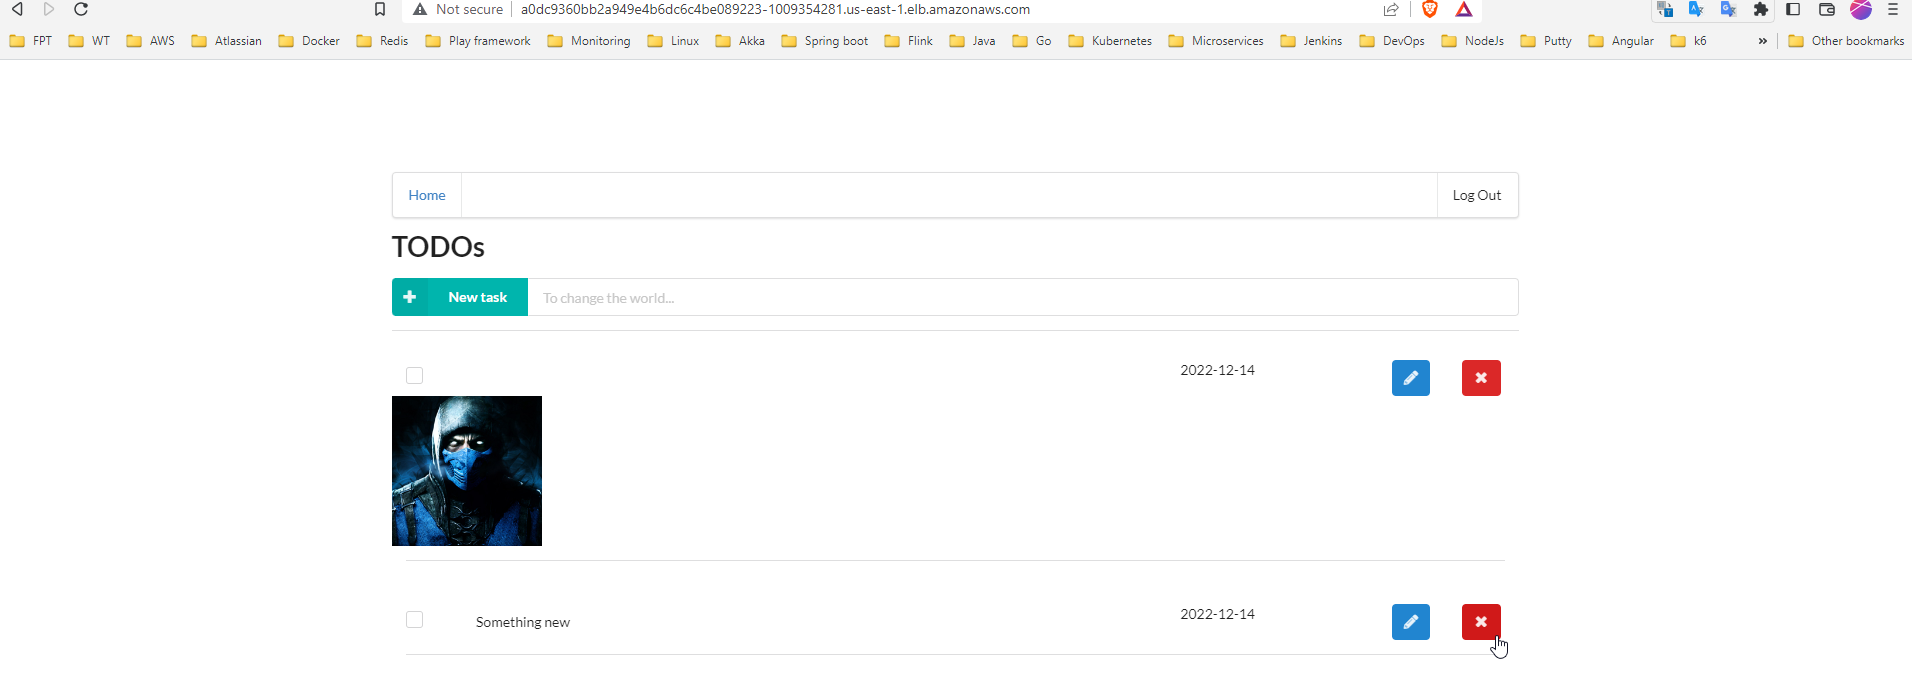 Not secure a0dc9360bb2a949e4b6dc6c4be089223-1009354281.us-east-1.elb.amazonaws.com
FPT WT AWS Atlassian Docker Redis Play framework Monitoring Linux Akka Spring boot Flink Java Go Kubernetes Microservices Jenkins DevOps NodeJs Putty Angular k6 » Other bookmarks
Home Log Out
TODOs
New task To change the world...
2022-12-14
Something new 2022-12-14